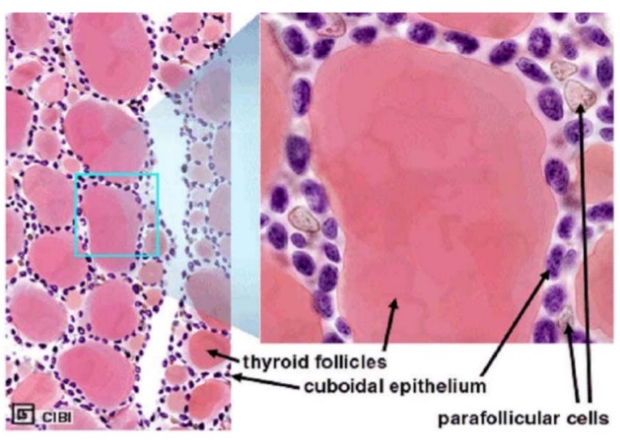 thyroid follicles
cuboidal epithelium
parafollicular cells
CIBI